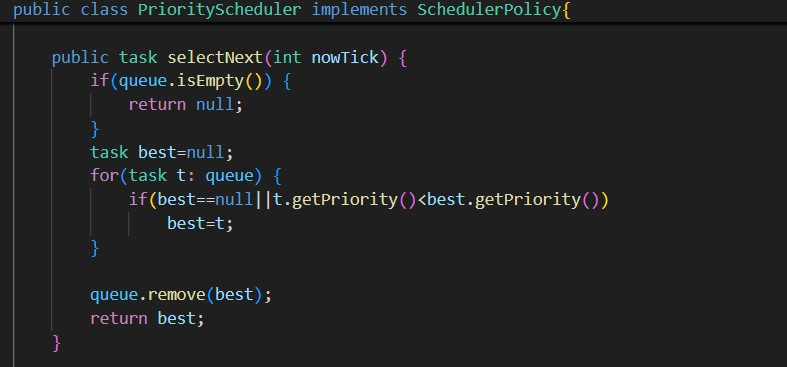 public class PriorityScheduler implements SchedulerPolicy{
public task selectNext(int nowTick) {
if(queue.isEmpty()) {
return null;
}
task best=null;
for(task t: queue) {
if(best==null||t.getPriority()<best.getPriority())
best=t;
}
queue.remove(best);
return best;
}